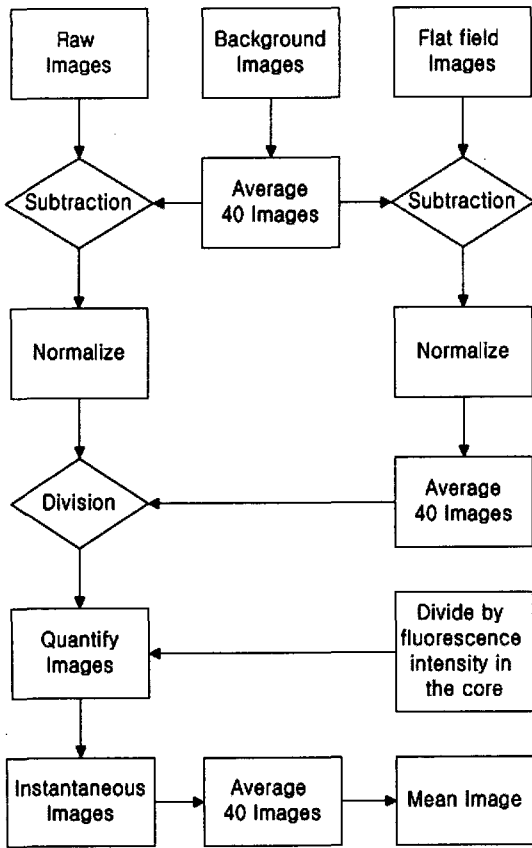 Raw
Images
Background
Images
Flat field
Images
Subtraction
Average
40 Images
Subtraction
Normalize
Normalize
Division
Average
40 Images
Quantify
Images
Divide by
fluorescence
intensity in
the core
Instantaneous
Images
Average
40 Images
Mean Image